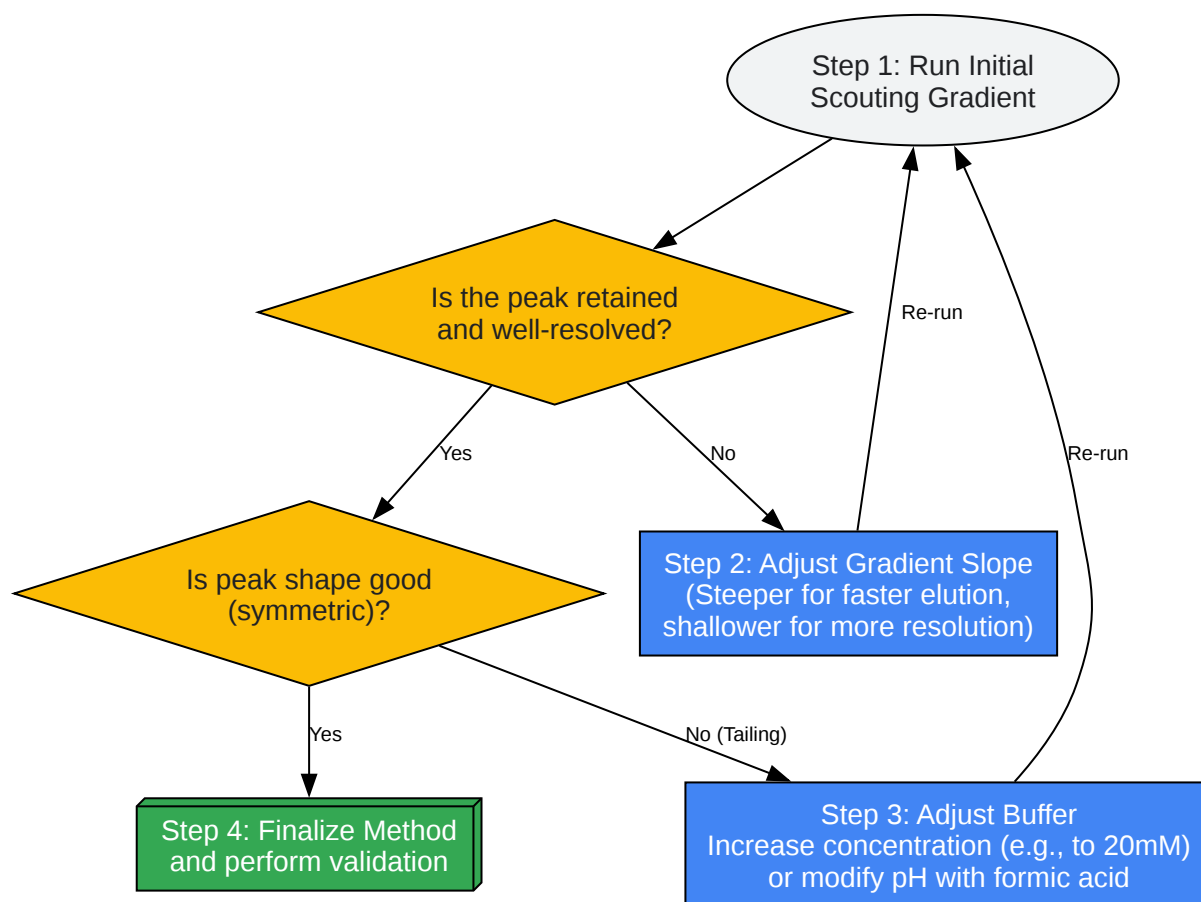 Step 1: Run Initial
Scouting Gradient
Is the peak retained
and well-resolved?
Re-run
Yes
No
Re-run
Is peak shape good
(symmetric)?
Step 2: Adjust Gradient Slope
(Steeper for faster elution,
shallower for more resolution)
Yes
No (Tailing)
Step 4: Finalize Method
and perform validation
Step 3: Adjust Buffer
Increase concentration (e.g., to 20mM)
or modify pH with formic acid